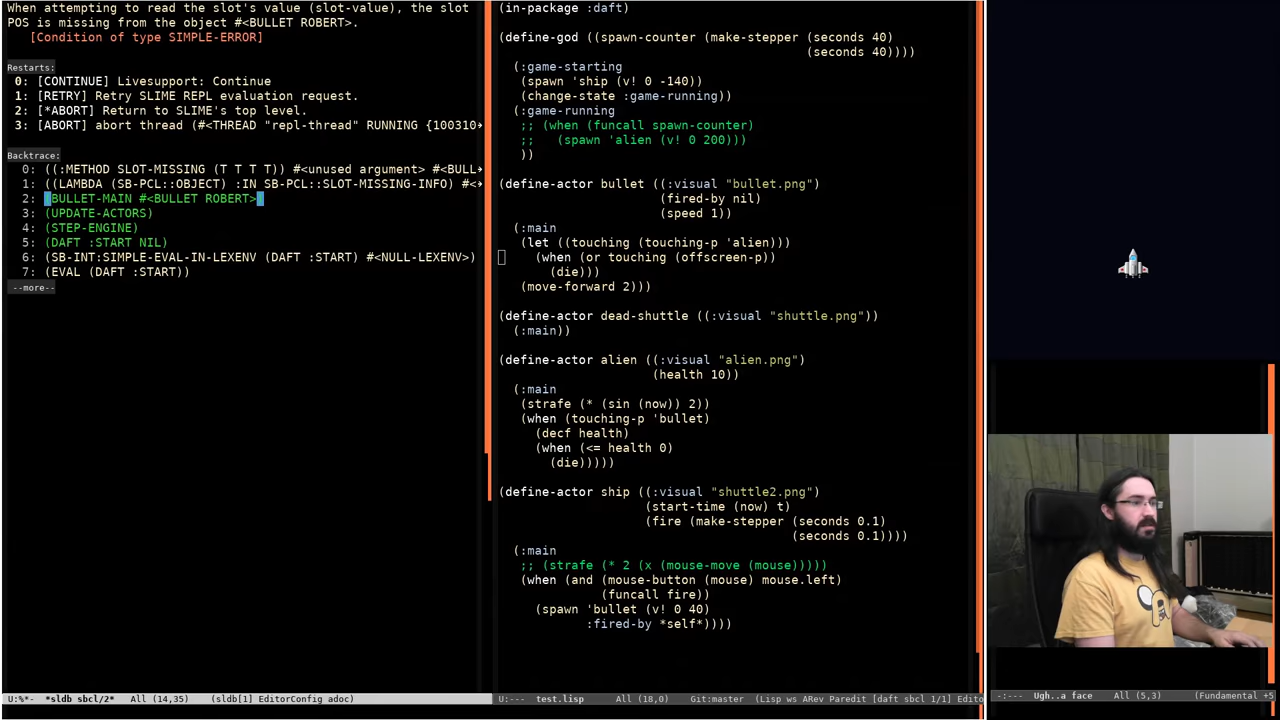 When attempting to read the slot's value (slot-value), the slot
POS is missing from the object #<BULLET ROBERT>.
[Condition of type SIMPLE-ERROR]
Restarts:
0: [CONTINUE] Livesupport: Continue
1: [RETRY] Retry SLIME REPL evaluation request.
2: [*ABORT] Return to SLIME's top level.
3: [ABORT] abort thread (#<THREAD "repl-thread" RUNNING {100310→
Backtrace:
0: ((:METHOD SLOT-MISSING (T T T T)) #<unused argument> #<BULL→
1: ((LAMBDA (SB-PCL::OBJECT) :IN SB-PCL::SLOT-MISSING-INFO) #<→
2: (BULLET-MAIN #<BULLET ROBERT>)
3: (UPDATE-ACTORS)
4: (STEP-ENGINE)
5: (DAFT :START NIL)
6: (SB-INT:SIMPLE-EVAL-IN-LEXENV (DAFT :START) #<NULL-LEXENV>)
7: (EVAL (DAFT :START))
--more--
U:%*- *sldb sbcl/2* All (14,35) (sldb[1] EditorConfig adoc)
(in-package :daft)
(define-god ((spawn-counter (make-stepper (seconds 40)
(seconds 40))))
(:game-starting
(spawn 'ship (v! 0 -140))
(change-state :game-running))
(:game-running
;; (when (funcall spawn-counter)
;;   (spawn 'alien (v! 0 200)))
))
(define-actor bullet ((:visual "bullet.png")
(fired-by nil)
(speed 1))
(:main
(let ((touching (touching-p 'alien)))
(when (or touching (offscreen-p))
(die)))
(move-forward 2)))
(define-actor dead-shuttle ((:visual "shuttle.png"))
(:main))
(define-actor alien ((:visual "alien.png")
(health 10))
(:main
(strafe (* (sin (now)) 2))
(when (touching-p 'bullet)
(decf health)
(when (<= health 0)
(die)))))
(define-actor ship ((:visual "shuttle2.png")
(start-time (now) t)
(fire (make-stepper (seconds 0.1)
(seconds 0.1))))
(:main
;; (strafe (* 2 (x (mouse-move (mouse)))))
(when (and (mouse-button (mouse) mouse.left)
(funcall fire))
(spawn 'bullet (v! 0 40)
:fired-by *self*))))
U:--- test.lisp All (18,0) Git:master (Lisp ws ARev Paredit [daft sbcl 1/1] Edito
-:--- Ugh..a face All (5,3) (Fundamental +5